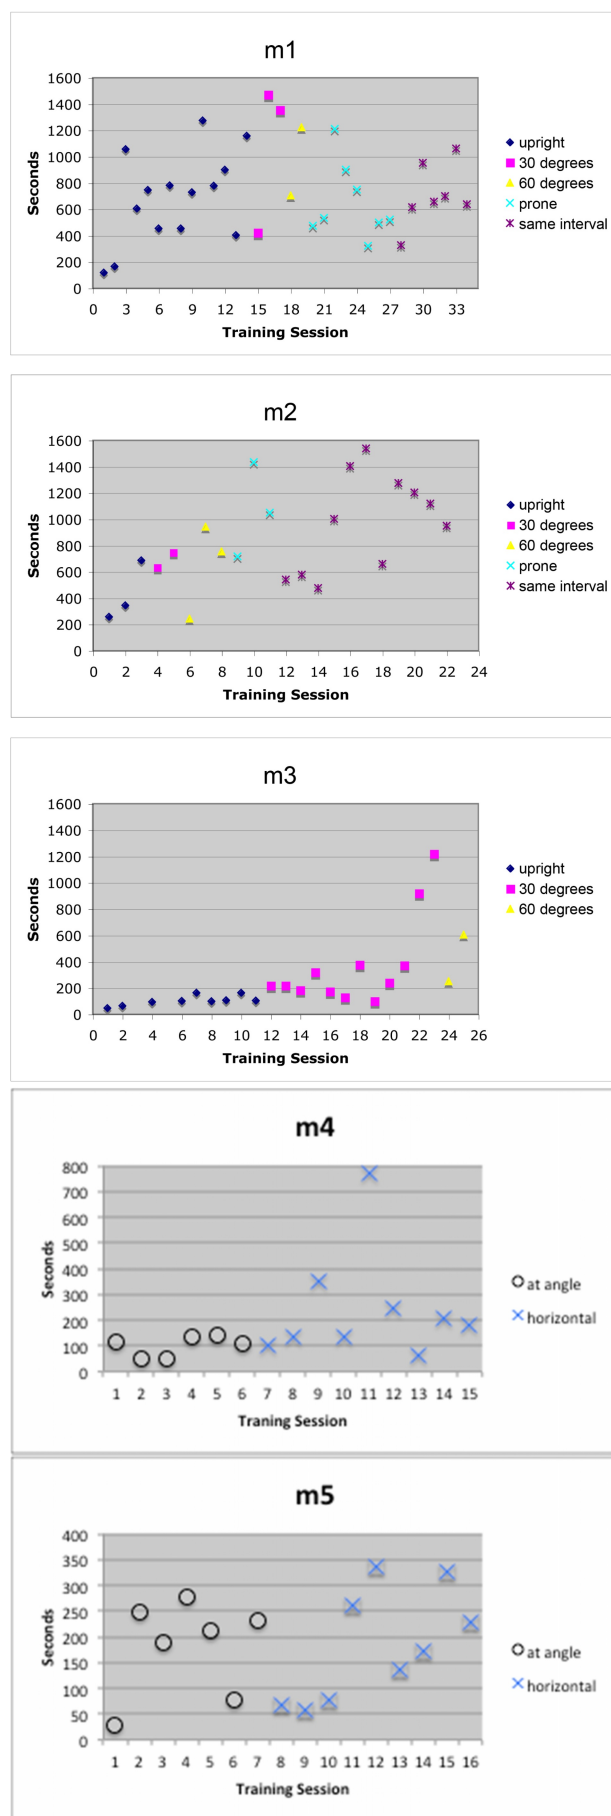 m1
1600
1400
1200
1000
800
600
400
200
0
Seconds
0 3 6 9 12 15 18 21 24 27 30 33
Training Session
upright
30 degrees
60 degrees
prone
same interval
m2
1600
1400
1200
1000
800
600
400
200
0
Seconds
0 2 4 6 8 10 12 14 16 18 20 22 24
Training Session
upright
30 degrees
60 degrees
prone
same interval
m3
1600
1400
1200
1000
800
600
400
200
0
Seconds
0 2 4 6 8 10 12 14 16 18 20 22 24 26
Training Session
upright
30 degrees
60 degrees
m4
800
700
600
500
400
300
200
100
0
Seconds
1 2 3 4 5 6 7 8 9 10 11 12 13 14 15
Traning Session
at angle
horizontal
m5
400
350
300
250
200
150
100
50
0
Seconds
1 2 3 4 5 6 7 8 9 10 11 12 13 14 15 16
Training Session
at angle
horizontal